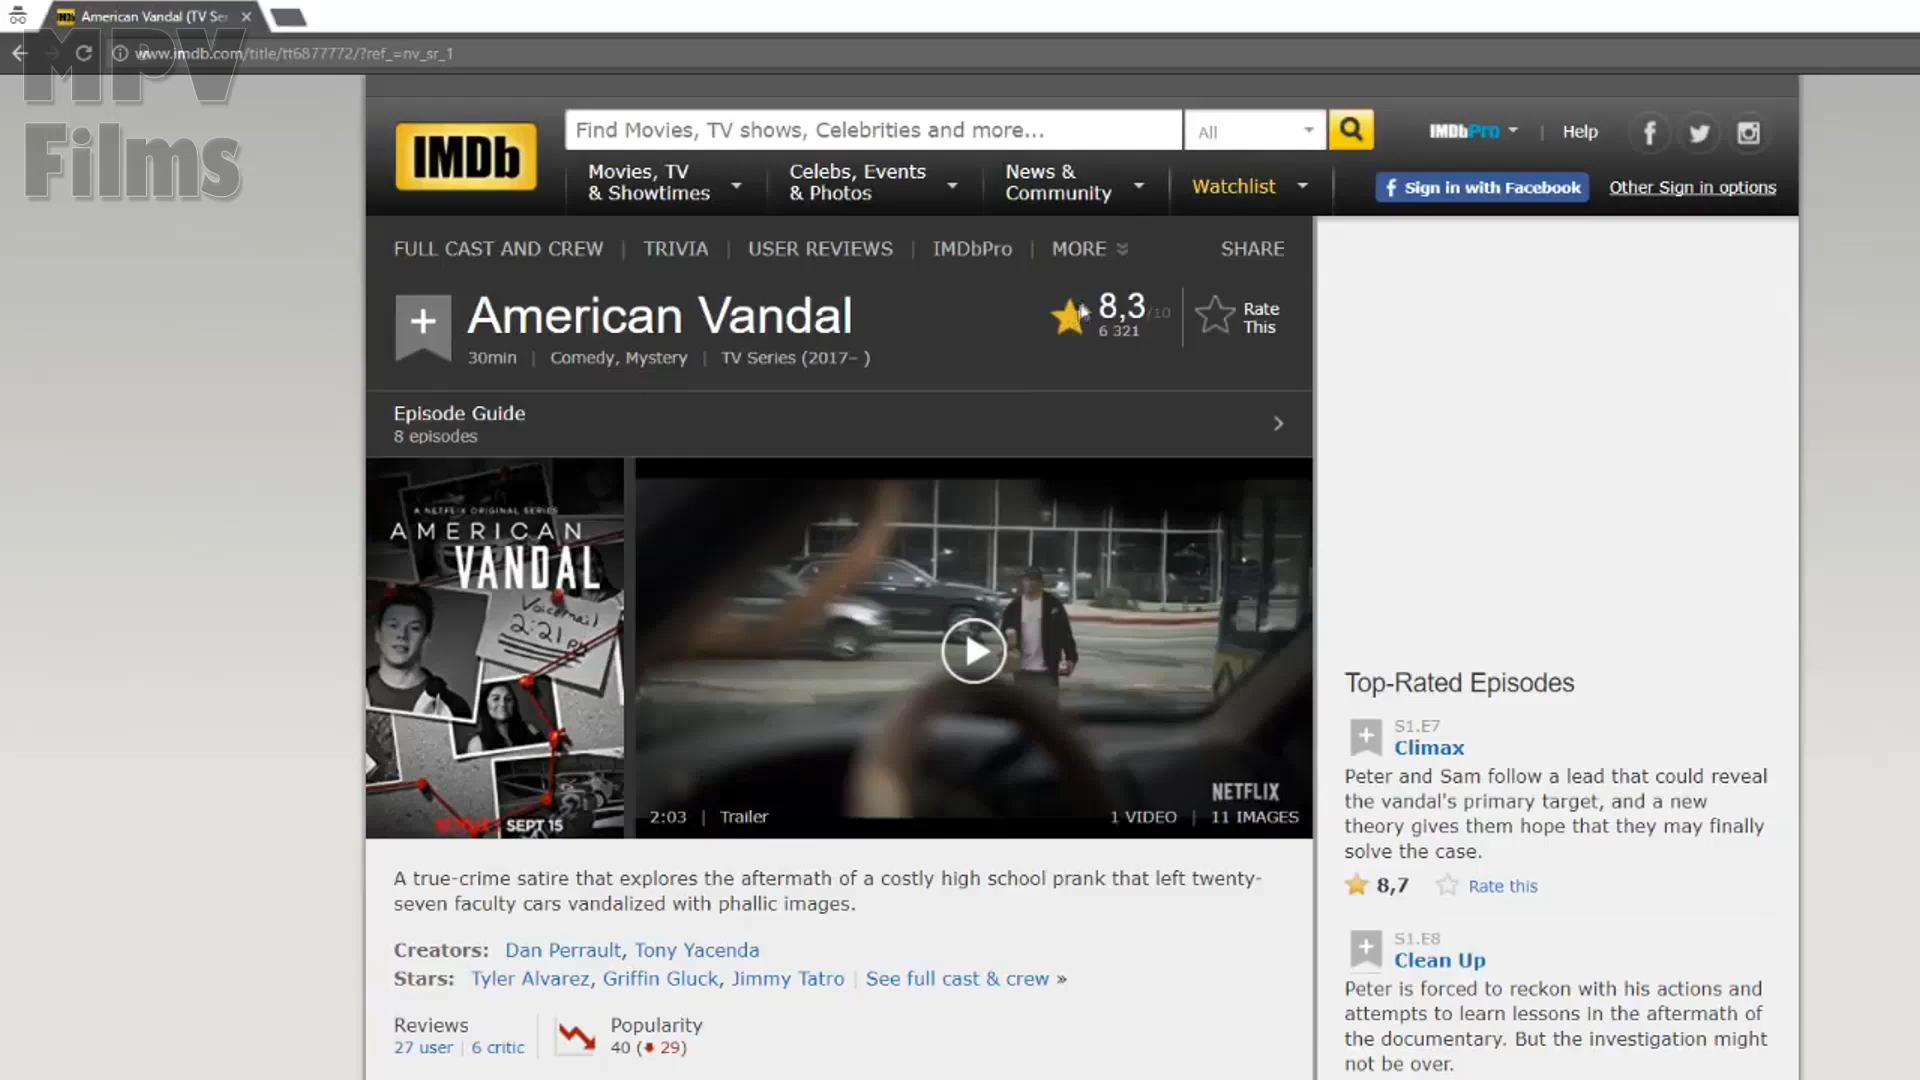 American Vandal (TV Se
www.imdb.com/title/tt6877772/?ref_=nv_sr_1
MPV
Films
IMDb
Find Movies, TV shows, Celebrities and more...
All
IMDbPro
Help
Movies, TV
& Showtimes
Celebs, Events
& Photos
News &
Community
Watchlist
f Sign in with Facebook
Other Sign in options
FULL CAST AND CREW | TRIVIA | USER REVIEWS | IMDbPro | MORE
SHARE
American Vandal
8,3/10
6 321
Rate
This
30min | Comedy, Mystery | TV Series (2017– )
Episode Guide
8 episodes
A NETFLIX ORIGINAL SERIES
AMERICAN
VANDAL
Voicemail
2:21 PM
NETFLIX SEPT 15
NETFLIX
2:03 | Trailer
1 VIDEO | 11 IMAGES
A true-crime satire that explores the aftermath of a costly high school prank that left twenty-
seven faculty cars vandalized with phallic images.
Creators: Dan Perrault, Tony Yacenda
Stars: Tyler Alvarez, Griffin Gluck, Jimmy Tatro | See full cast & crew »
Reviews
27 user | 6 critic
Popularity
40 (29)
Top-Rated Episodes
S1.E7
Climax
Peter and Sam follow a lead that could reveal
the vandal's primary target, and a new
theory gives them hope that they may finally
solve the case.
8,7 Rate this
S1.E8
Clean Up
Peter is forced to reckon with his actions and
attempts to learn lessons in the aftermath of
the documentary. But the investigation might
not be over.